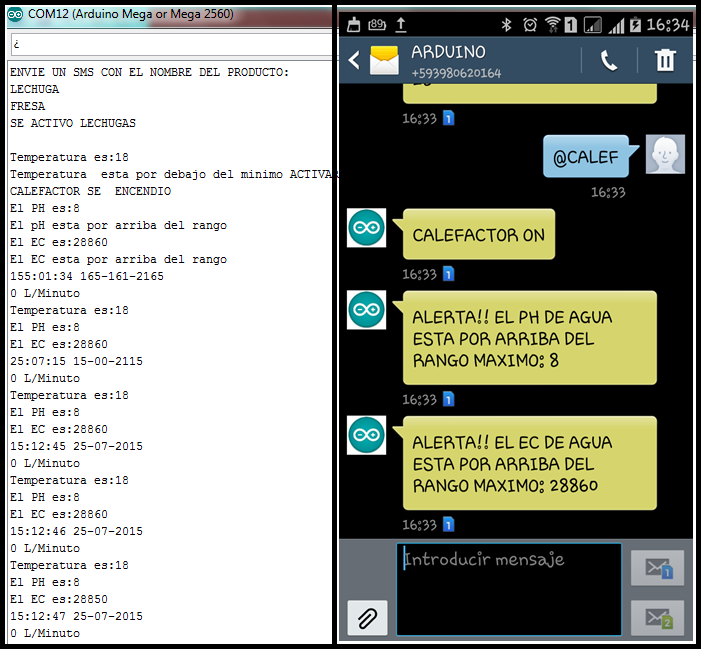 COM12 (Arduino Mega or Mega 2560)
¿
ENVIE UN SMS CON EL NOMBRE DEL PRODUCTO:
LECHUGA
FRESA
SE ACTIVO LECHUGAS
Temperatura es:18
Temperatura  esta por debajo del minimo ACTIVAR
CALEFACTOR SE  ENCENDIO
El PH es:8
El pH esta por arriba del rango
El EC es:28860
El EC esta por arriba del rango
155:01:34 165-161-2165
0 L/Minuto
Temperatura es:18
El PH es:8
El EC es:28860
25:07:15 15-00-2115
0 L/Minuto
Temperatura es:18
El PH es:8
El EC es:28860
15:12:45 25-07-2015
0 L/Minuto
Temperatura es:18
El PH es:8
El EC es:28860
15:12:46 25-07-2015
0 L/Minuto
Temperatura es:18
El PH es:8
El EC es:28850
15:12:47 25-07-2015
0 L/Minuto
89 1 16:34
ARDUINO
+593980620164
16:33 1
@CALEF
16:33
CALEFACTOR ON
16:33 1
ALERTA!! EL PH DE AGUA
ESTA POR ARRIBA DEL
RANGO MAXIMO: 8
16:33 1
ALERTA!! EL EC DE AGUA
ESTA POR ARRIBA DEL
RANGO MAXIMO: 28860
16:33 1
Introducir mensaje
1
2